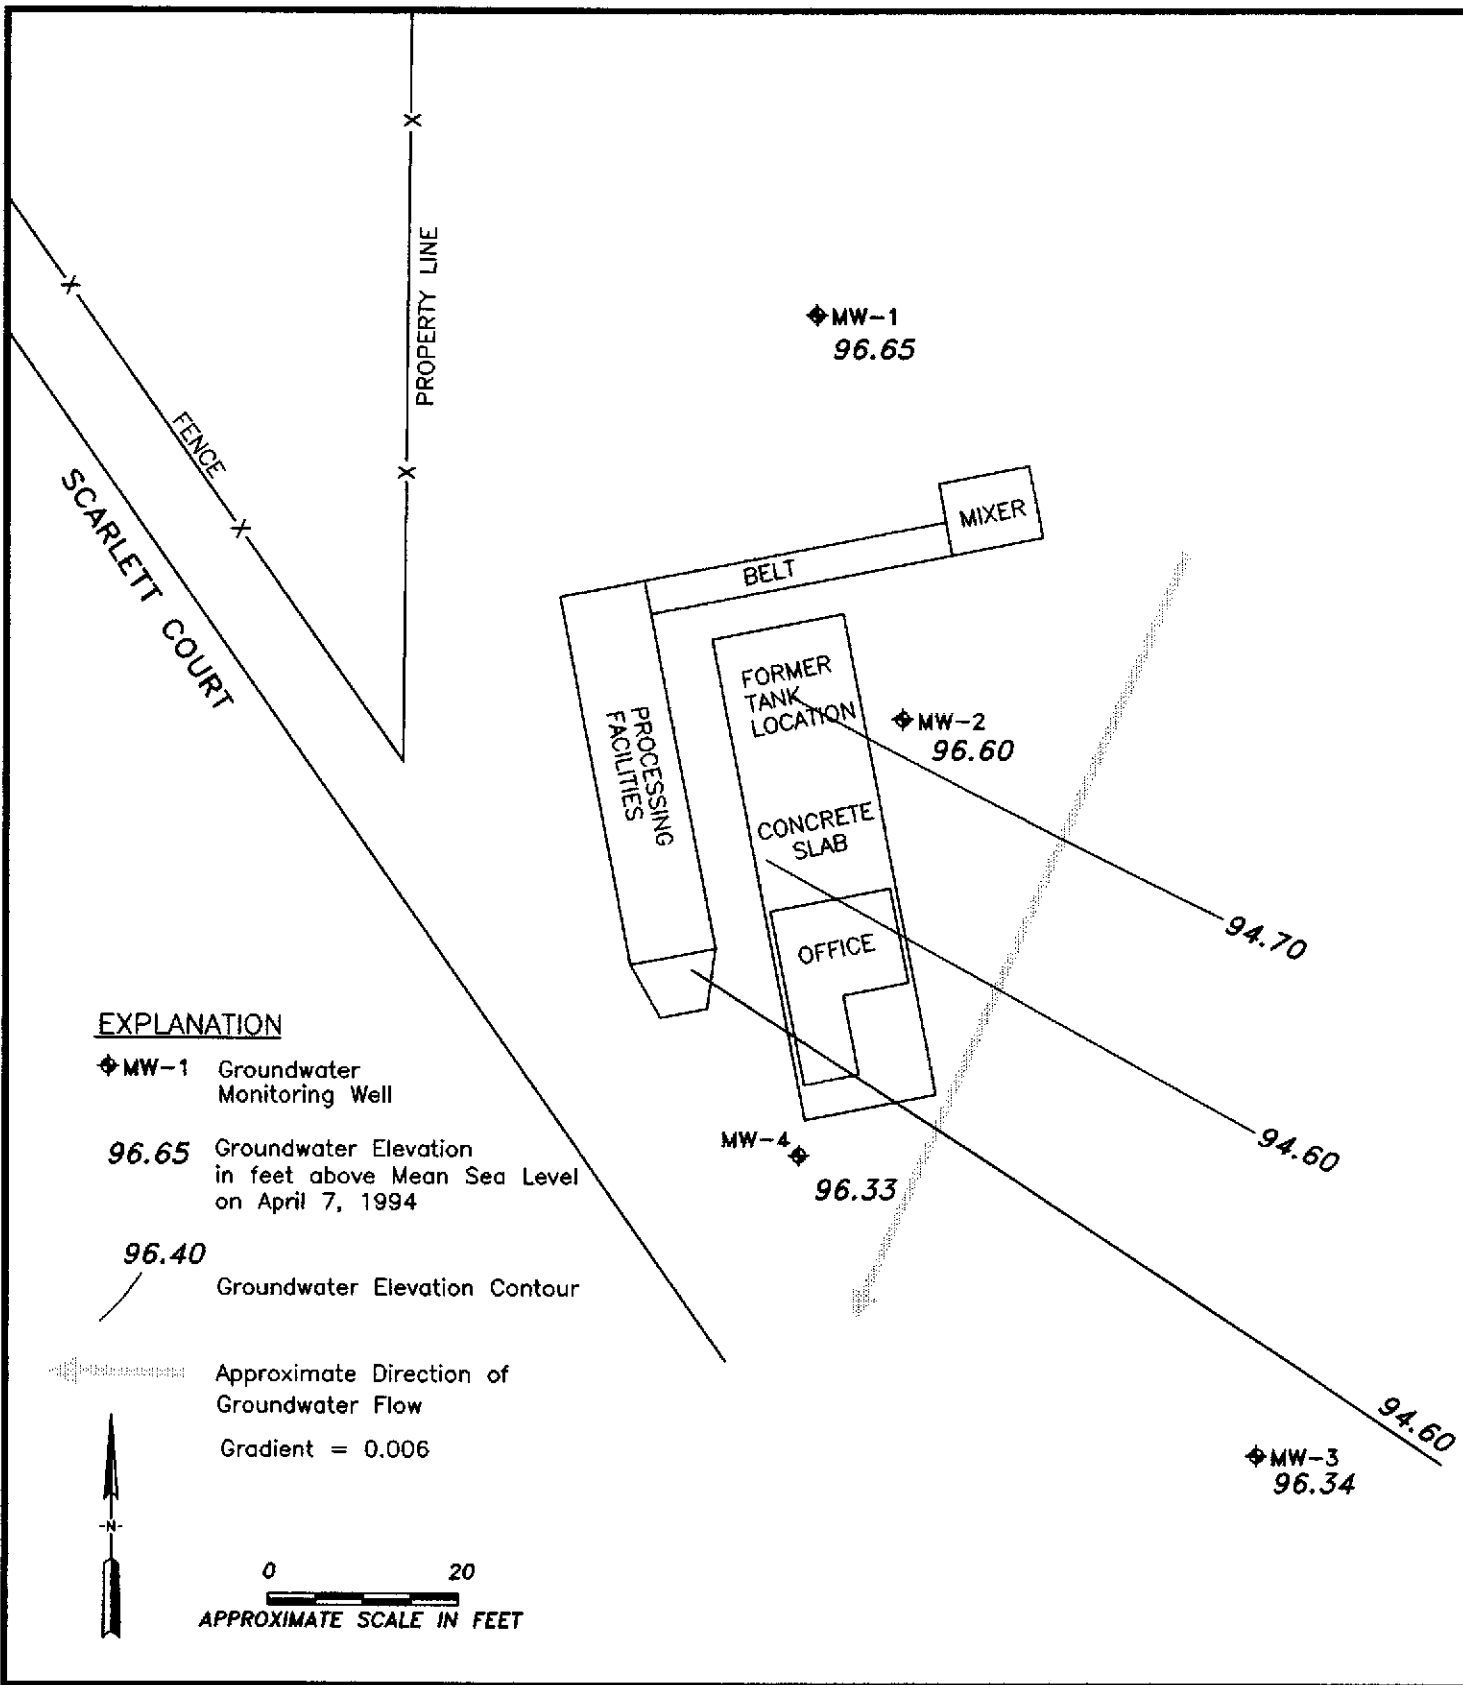 PROPERTY LINE
FENCE
SCARLETT COURT
MW-1
96.65
MIXER
BELT
PROCESSING
FACILITIES
FORMER
TANK
LOCATION
MW-2
96.60
CONCRETE
SLAB
OFFICE
94.70
94.60
MW-4
96.33
94.60
MW-3
96.34
EXPLANATION
MW-1 Groundwater
Monitoring Well
96.65 Groundwater Elevation
in feet above Mean Sea Level
on April 7, 1994
96.40
Groundwater Elevation Contour
Approximate Direction of
Groundwater Flow
Gradient = 0.006
-N-
0 20
APPROXIMATE SCALE IN FEET
X
X
X
X